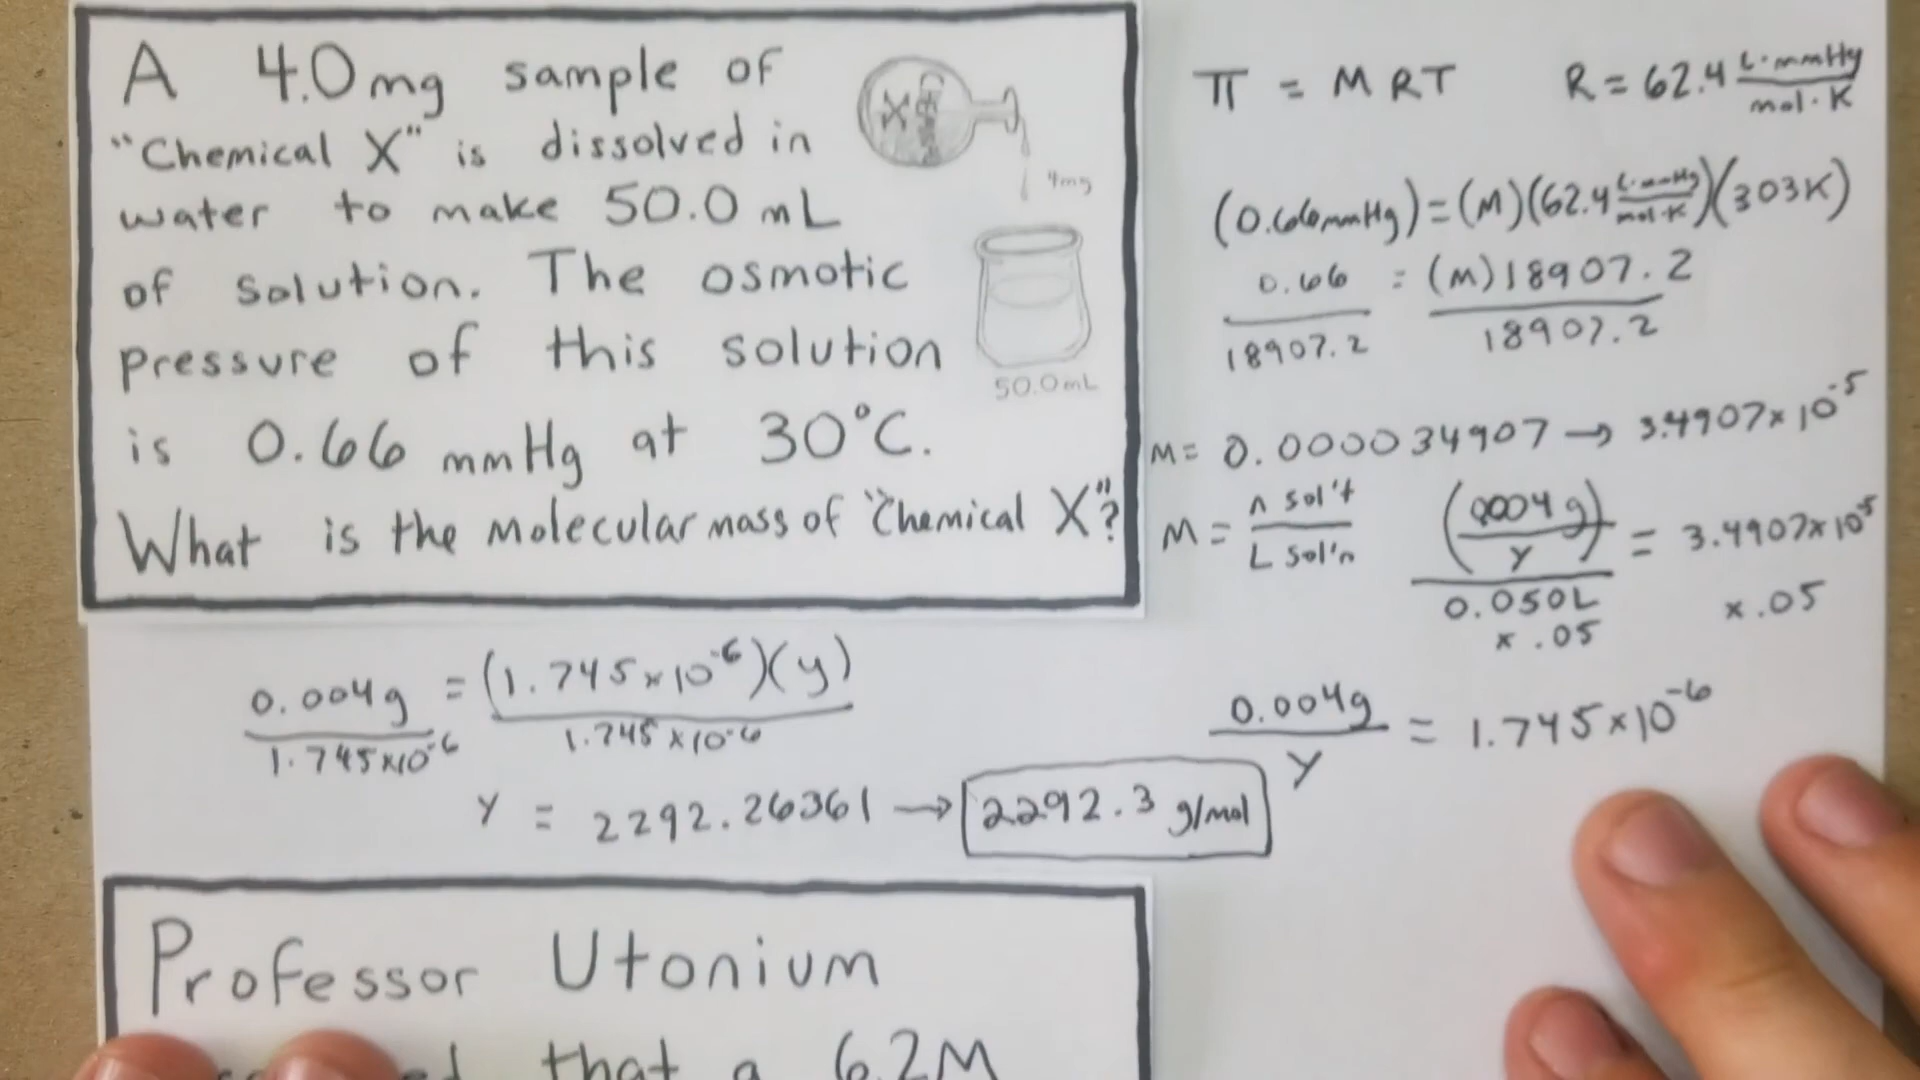 A 4.0mg sample of
"Chemical X" is dissolved in
water to make 50.0 mL
of solution. The osmotic
pressure of this solution
is 0.66 mmHg at 30°C.
What is the molecular mass of "Chemical X"?
X
4mg
50.0mL
π = MRT R = 62.4 L·mmHg/mol·K
(0.66mmHg) = (M)(62.4 L·mmHg/mol·K)(303K)
0.66/18907.2 = (M)18907.2/18907.2
M = 0.000034907 → 3.4907×10⁻⁵
M = n sol't/L sol'n (.0004g/y)/0.050L = 3.4907×10⁻⁵
× .05 × .05
0.004g/y = 1.745×10⁻⁶
0.004g/1.745×10⁻⁶ = (1.745×10⁻⁶)(y)/1.745×10⁻⁶
y = 2292.26361 → 2292.3 g/mol
Professor Utonium
that a 6.2M